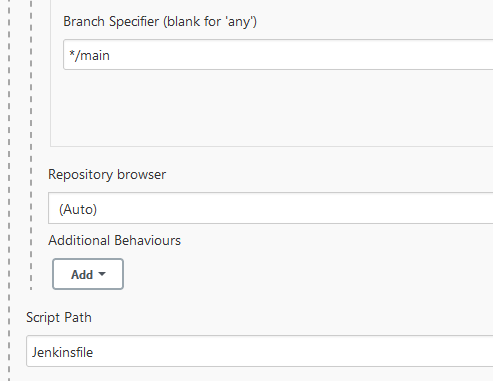 Branch Specifier (blank for 'any')
*/main
Repository browser
(Auto)
Additional Behaviours
Add
Script Path
Jenkinsfile